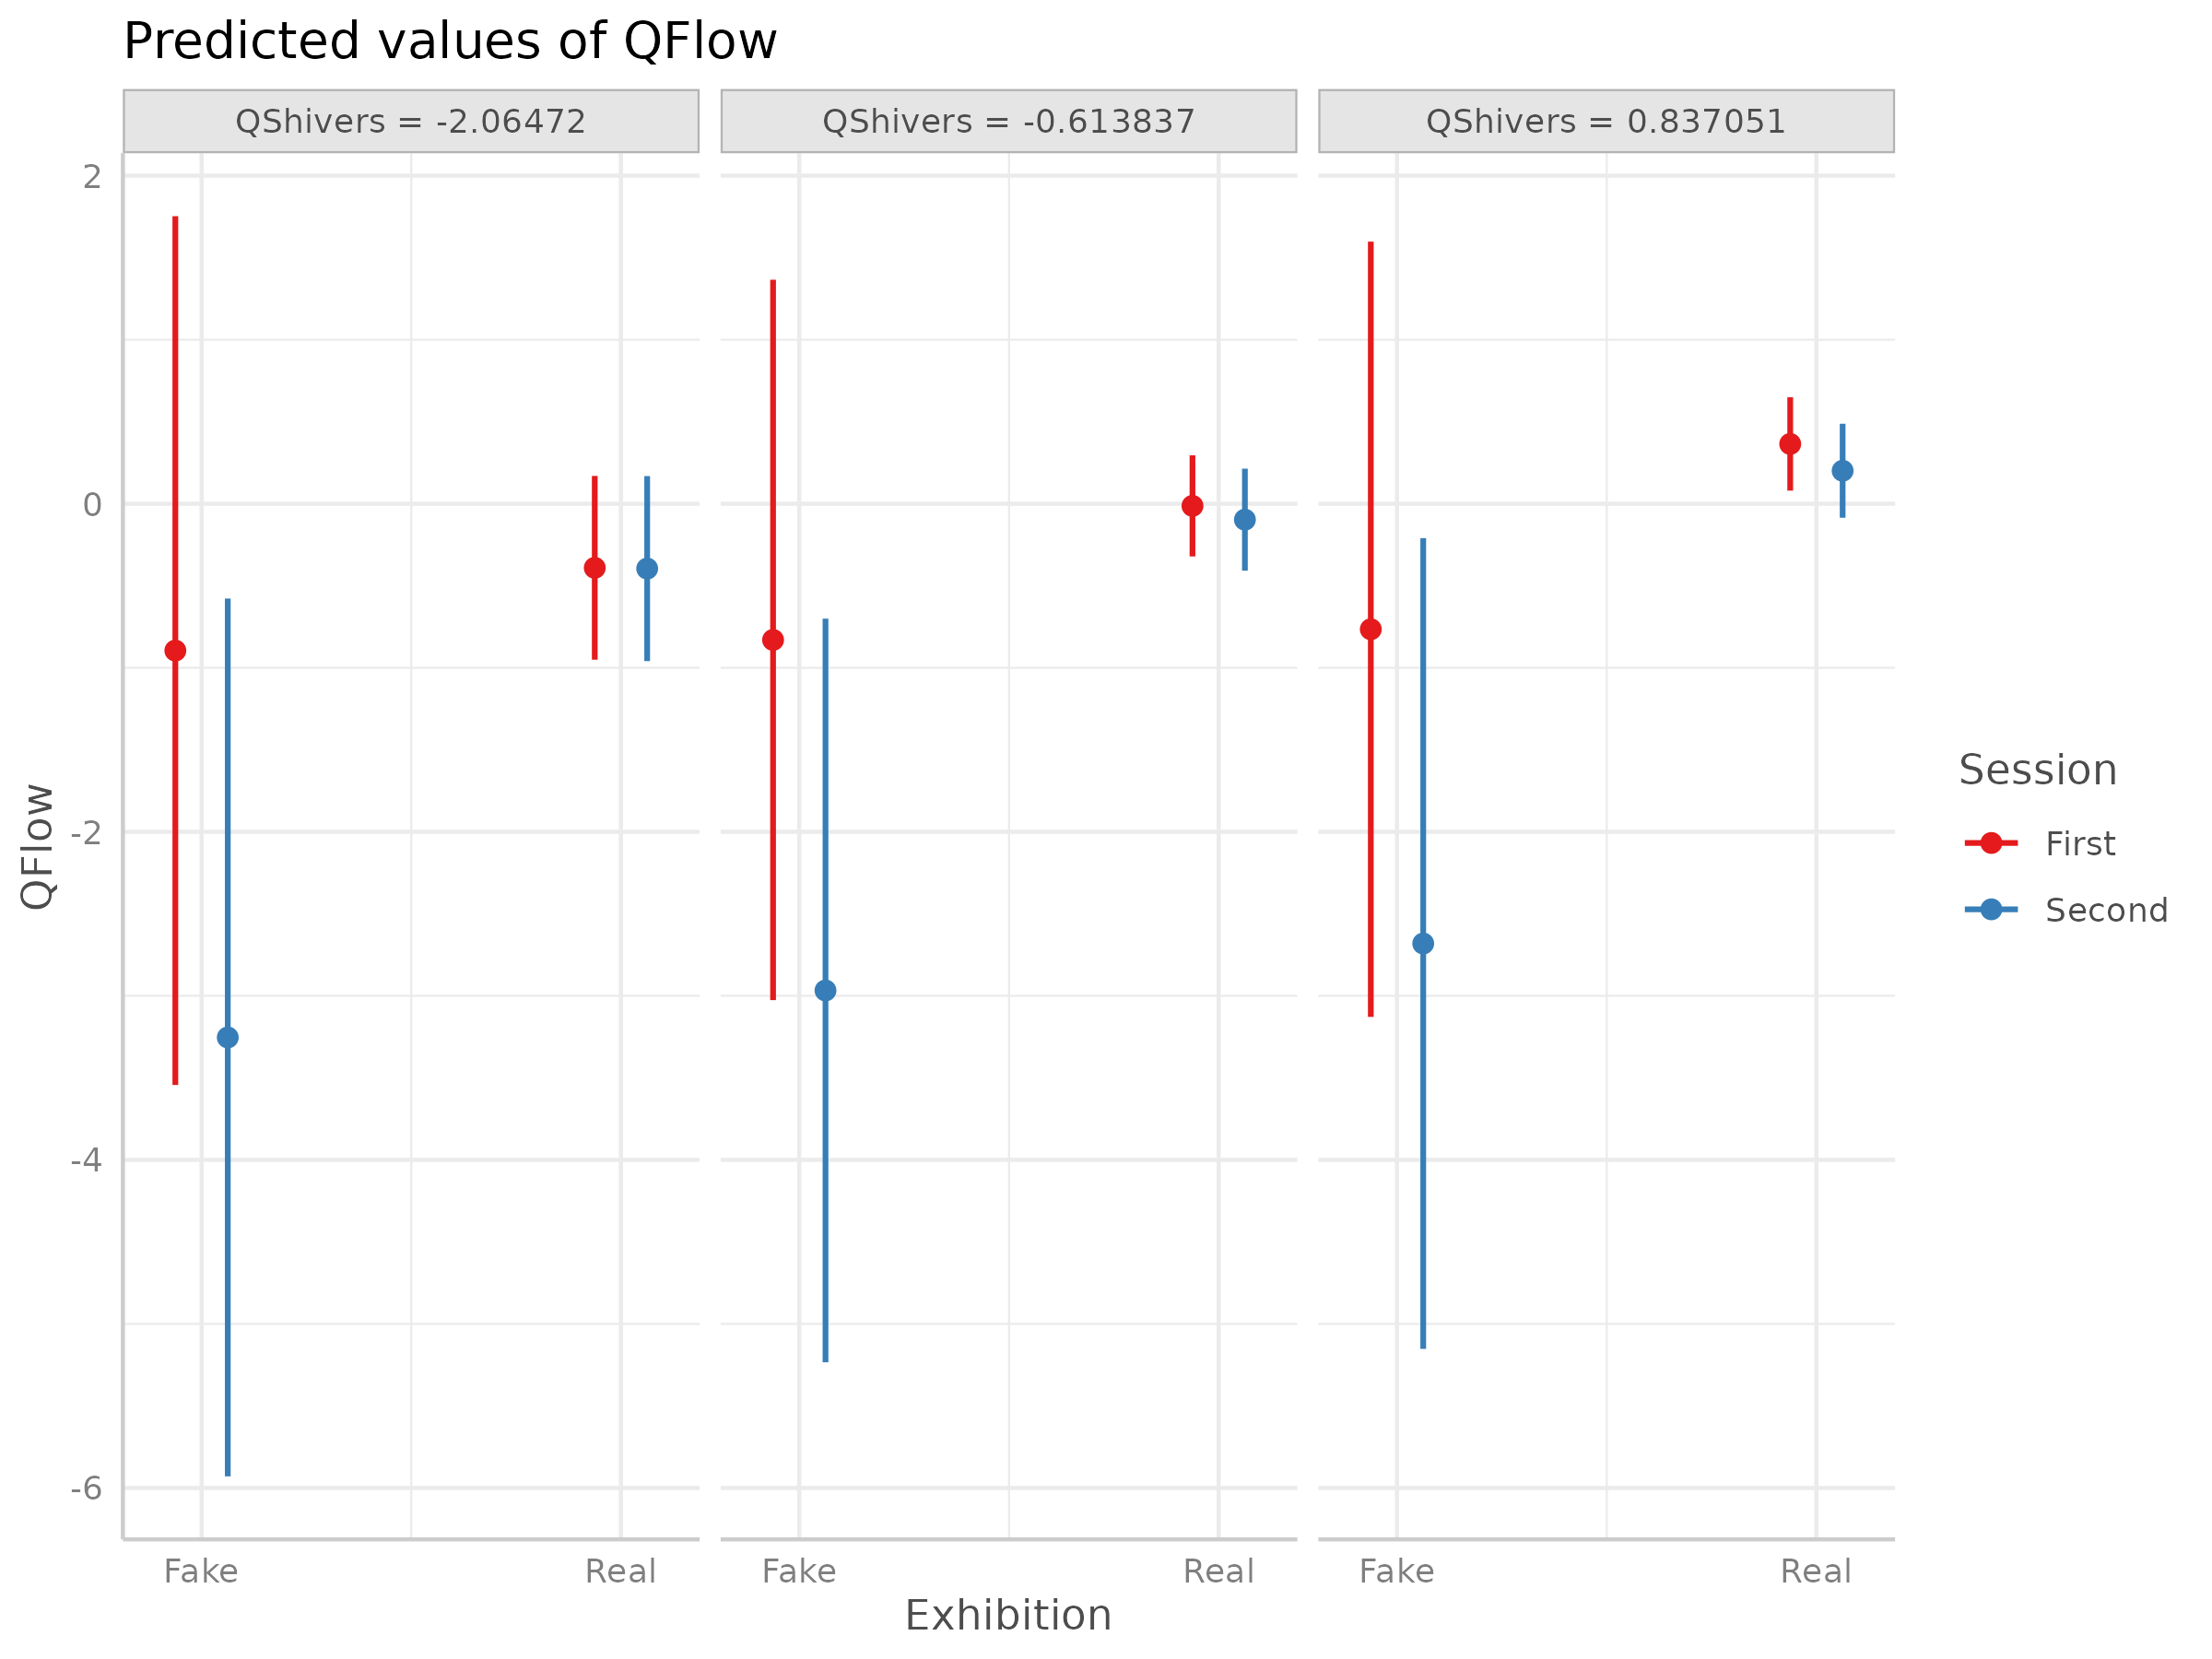 Predicted values of QFlow
QShivers = -2.06472
QShivers = -0.613837
QShivers = 0.837051
2
0
-2
-4
-6
QFlow
Fake
Real
Fake
Real
Fake
Real
Exhibition
Session
First
Second